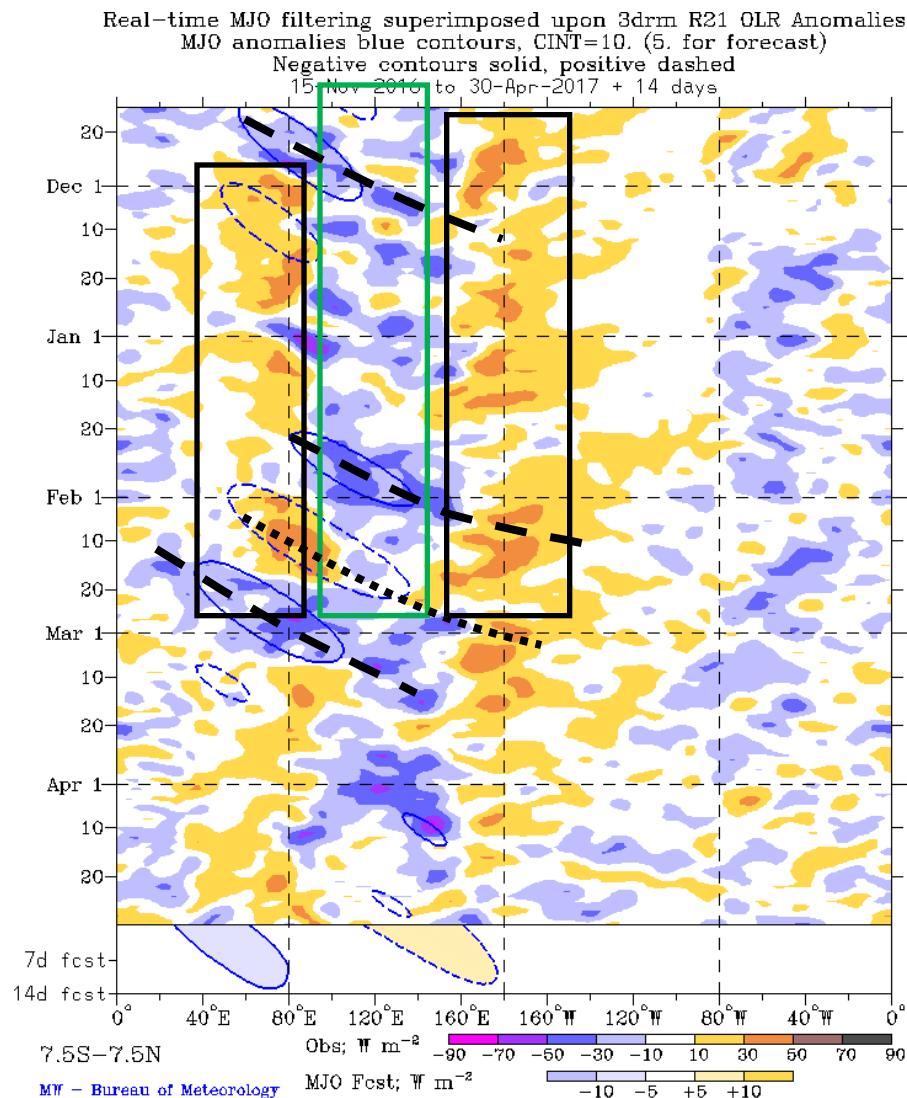 Real-time MJO filtering superimposed upon 3drm R21 OLR Anomalies
MJO anomalies blue contours, CINT=10. (5. for forecast)
Negative contours solid, positive dashed
15-Nov-2016 to 30-Apr-2017 + 14 days
20
Dec 1
10
20
Jan 1
10
20
Feb 1
10
20
Mar 1
10
20
Apr 1
10
20
7d fcst
14d fcst
0° 40°E 80°E 120°E 160°E 160°W 120°W 80°W 40°W 0°
7.5S-7.5N
Obs; W m-2
-90 -70 -50 -30 -10 10 30 50 70 90
MW - Bureau of Meteorology
MJO Fcst; W m-2
-10 -5 +5 +10